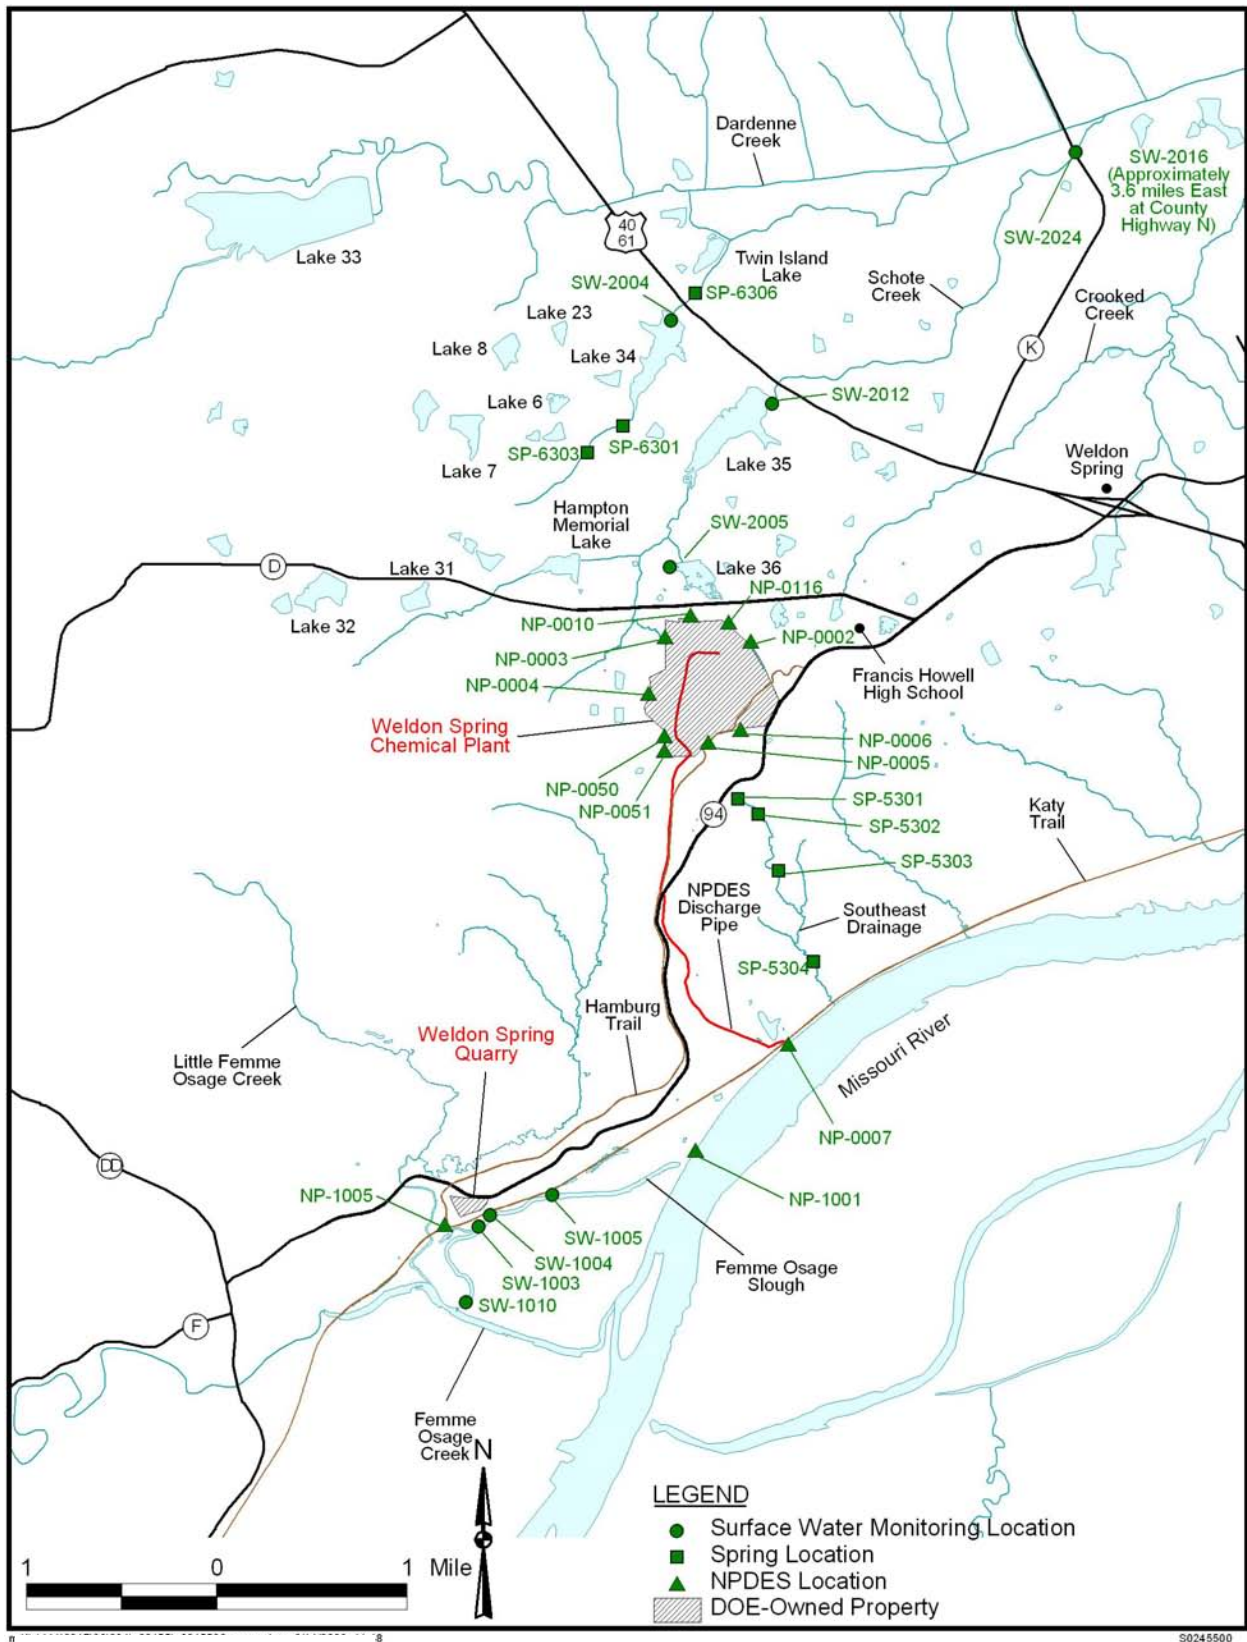 Dardenne
Creek
SW-2016
(Approximately
3.6 miles East
at County
Highway N)
40
61
SW-2024
Lake 33
Twin Island
Lake
SW-2004
SP-6306
Schote
Creek
Crooked
Creek
Lake 23
Lake 8
Lake 34
K
Lake 6
SW-2012
SP-6303
SP-6301
Lake 7
Lake 35
Weldon
Spring
Hampton
Memorial
Lake
SW-2005
D
Lake 31
Lake 36
NP-0116
Lake 32
NP-0010
NP-0002
NP-0003
NP-0004
Francis Howell
High School
Weldon Spring
Chemical Plant
NP-0006
NP-0005
NP-0050
NP-0051
SP-5301
94
SP-5302
Katy
Trail
SP-5303
NPDES
Discharge
Pipe
Southeast
Drainage
SP-5304
Hamburg
Trail
Weldon Spring
Quarry
Missouri River
Little Femme
Osage Creek
NP-0007
DD
NP-1005
NP-1001
SW-1005
SW-1004
SW-1003
SW-1010
Femme Osage
Slough
F
Femme
Osage
Creek
N
LEGEND
Surface Water Monitoring Location
Spring Location
NPDES Location
DOE-Owned Property
1 0 1
Mile
S0245500